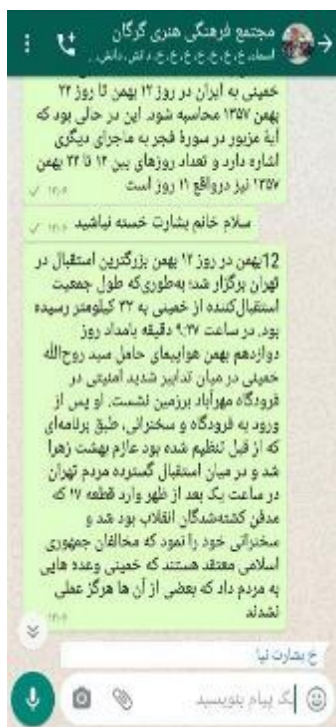 مجتمع فرهنگی هنری گرگان
خمینی به ایران در روز ۱۲ بهمن تا روز ۲۲
بهمن ۱۳۵۷ محاسبه شود. این در حالی بود که
آیهٔ مزبور در سورهٔ فجر به ماجرای دیگری
اشاره دارد و تعداد روزهای بین ۱۲ تا ۲۲ بهمن
۱۳۵۷ نیز درواقع ۱۱ روز است
سلام خانم بشارت خسته نباشید
12بهمن در روز ۱۲ بهمن بزرگترین استقبال در
تهران برگزار شد؛ به‌طوری‌که طول جمعیت
استقبال‌کننده از خمینی به ۳۳ کیلومتر رسیده
بود. در ساعت ۹:۲۷ دقیقه بامداد روز
دوازدهم بهمن هواپیمای حامل سید روح‌الله
خمینی در میان تدابیر شدید امنیتی در
فرودگاه مهرآباد برزمین نشست. او پس از
ورود به فرودگاه و سخنرانی، طبق برنامه‌ای
که از قبل تنظیم شده بود عازم بهشت زهرا
شد و در میان استقبال گسترده مردم تهران
در ساعت یک بعد از ظهر وارد قطعه ۱۷ که
مدفن کشته‌شدگان انقلاب بود شد و
سخنرانی خود را نمود که مخالفان جمهوری
اسلامی معتقد هستند که خمینی وعده هایی
به مردم داد که بعضی از آن ها هرگز عملی
نشدند
خ بشارت نیا
یک پیام بنویسید